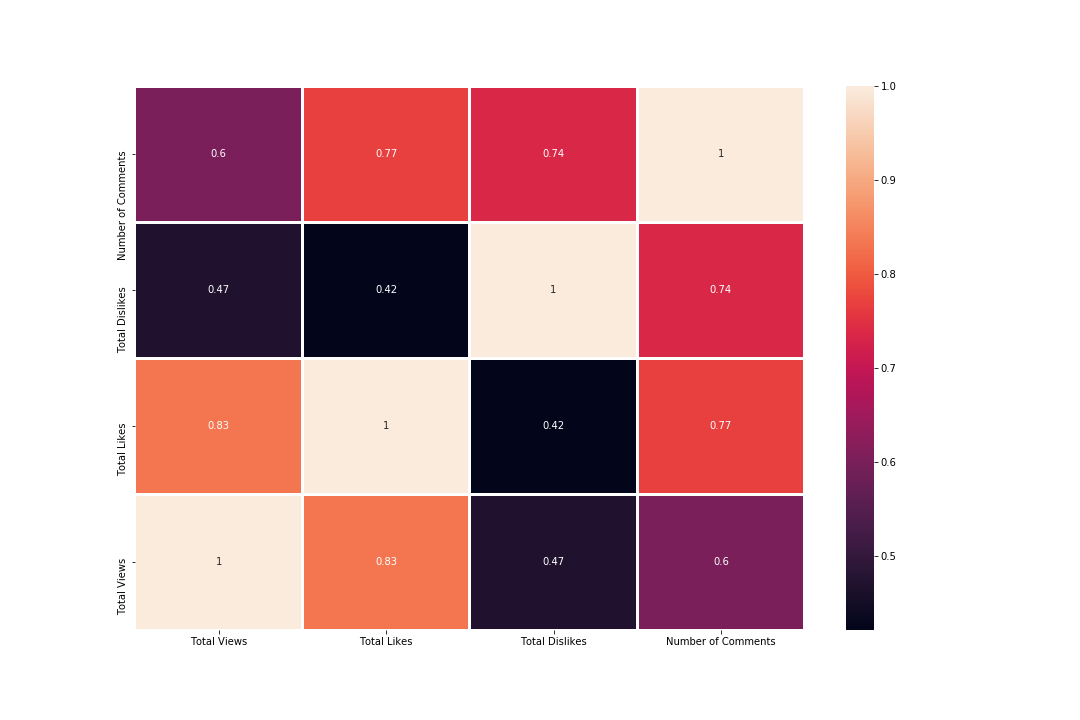 Number of Comments
0.6 0.77 0.74 1
Total Dislikes
0.47 0.42 1 0.74
Total Likes
0.83 1 0.42 0.77
Total Views
1 0.83 0.47 0.6
Total Views Total Likes Total Dislikes Number of Comments
1.0
0.9
0.8
0.7
0.6
0.5